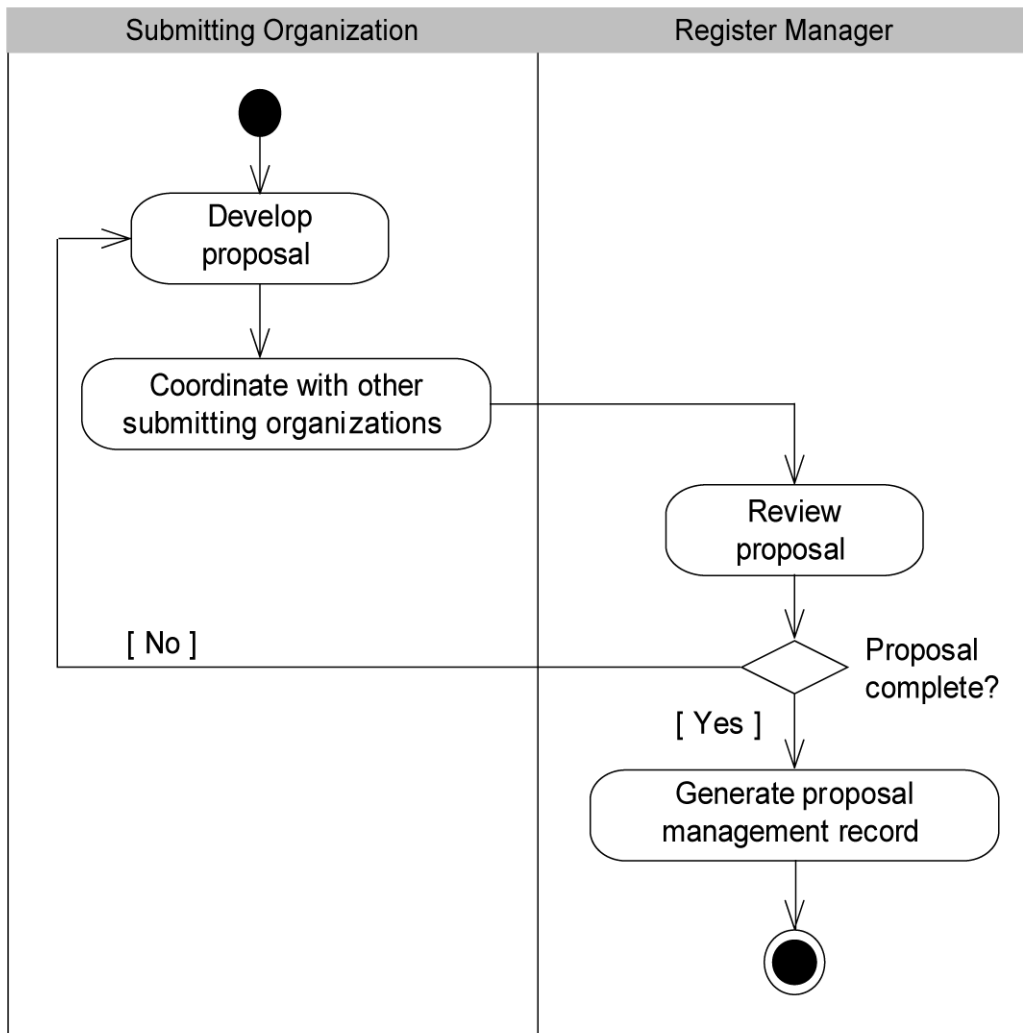 Submitting Organization
Register Manager
Develop
proposal
Coordinate with other
submitting organizations
Review
proposal
Proposal
complete?
[ No ]
[ Yes ]
Generate proposal
management record